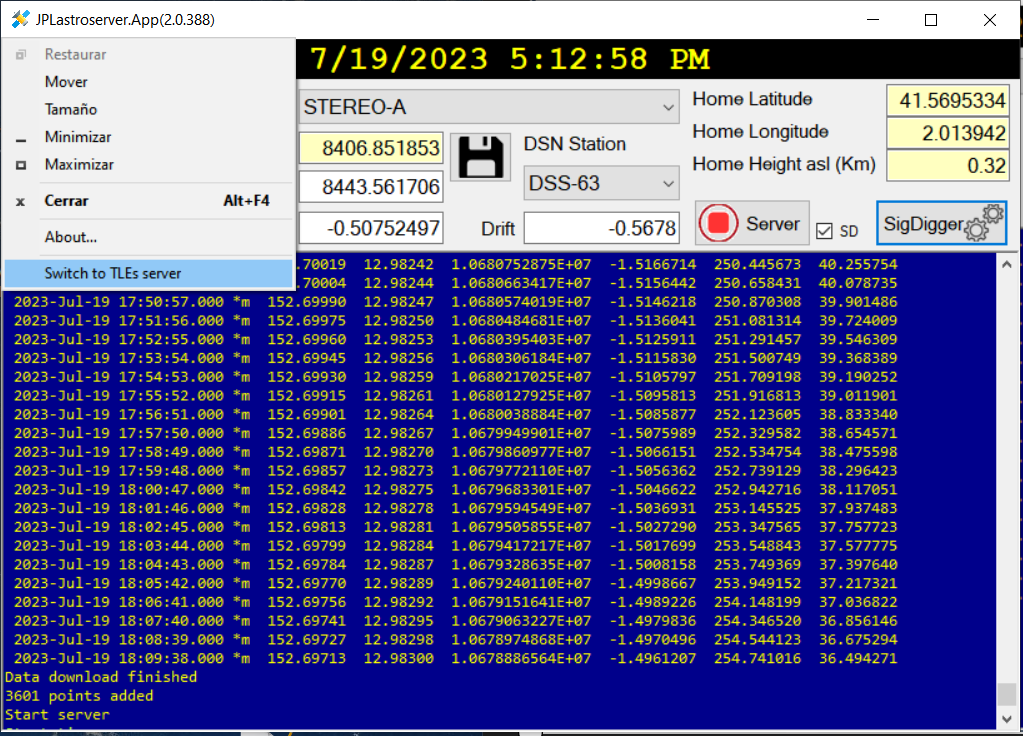 JPLastroserver.App(2.0.388)
Restaurar
Mover
Tamaño
Minimizar
Maximizar
Cerrar Alt+F4
About...
Switch to TLEs server
7/19/2023 5:12:58 PM
STEREO-A
8406.851853
8443.561706
-0.50752497
DSN Station
DSS-63
Drift -0.5678
Home Latitude 41.5695334
Home Longitude 2.013942
Home Height asl (Km) 0.32
Server
SD
SigDigger
.70019 12.98242 1.0680752875E+07 -1.5166714 250.445673 40.255754
.70004 12.98244 1.0680663417E+07 -1.5156442 250.658431 40.078735
2023-Jul-19 17:50:57.000 *m 152.69990 12.98247 1.0680574019E+07 -1.5146218 250.870308 39.901486
2023-Jul-19 17:51:56.000 *m 152.69975 12.98250 1.0680484681E+07 -1.5136041 251.081314 39.724009
2023-Jul-19 17:52:55.000 *m 152.69960 12.98253 1.0680395403E+07 -1.5125911 251.291457 39.546309
2023-Jul-19 17:53:54.000 *m 152.69945 12.98256 1.0680306184E+07 -1.5115830 251.500749 39.368389
2023-Jul-19 17:54:53.000 *m 152.69930 12.98259 1.0680217025E+07 -1.5105797 251.709198 39.190252
2023-Jul-19 17:55:52.000 *m 152.69915 12.98261 1.0680127925E+07 -1.5095813 251.916813 39.011901
2023-Jul-19 17:56:51.000 *m 152.69901 12.98264 1.0680038884E+07 -1.5085877 252.123605 38.833340
2023-Jul-19 17:57:50.000 *m 152.69886 12.98267 1.0679949901E+07 -1.5075989 252.329582 38.654571
2023-Jul-19 17:58:49.000 *m 152.69871 12.98270 1.0679860977E+07 -1.5066151 252.534754 38.475598
2023-Jul-19 17:59:48.000 *m 152.69857 12.98273 1.0679772110E+07 -1.5056362 252.739129 38.296423
2023-Jul-19 18:00:47.000 *m 152.69842 12.98275 1.0679683301E+07 -1.5046622 252.942716 38.117051
2023-Jul-19 18:01:46.000 *m 152.69828 12.98278 1.0679594549E+07 -1.5036931 253.145525 37.937483
2023-Jul-19 18:02:45.000 *m 152.69813 12.98281 1.0679505855E+07 -1.5027290 253.347565 37.757723
2023-Jul-19 18:03:44.000 *m 152.69799 12.98284 1.0679417217E+07 -1.5017699 253.548843 37.577775
2023-Jul-19 18:04:43.000 *m 152.69784 12.98287 1.0679328635E+07 -1.5008158 253.749369 37.397640
2023-Jul-19 18:05:42.000 *m 152.69770 12.98289 1.0679240110E+07 -1.4998667 253.949152 37.217321
2023-Jul-19 18:06:41.000 *m 152.69756 12.98292 1.0679151641E+07 -1.4989226 254.148199 37.036822
2023-Jul-19 18:07:40.000 *m 152.69741 12.98295 1.0679063227E+07 -1.4979836 254.346520 36.856146
2023-Jul-19 18:08:39.000 *m 152.69727 12.98298 1.0678974868E+07 -1.4970496 254.544123 36.675294
2023-Jul-19 18:09:38.000 *m 152.69713 12.98300 1.0678886564E+07 -1.4961207 254.741016 36.494271
Data download finished
3601 points added
Start server